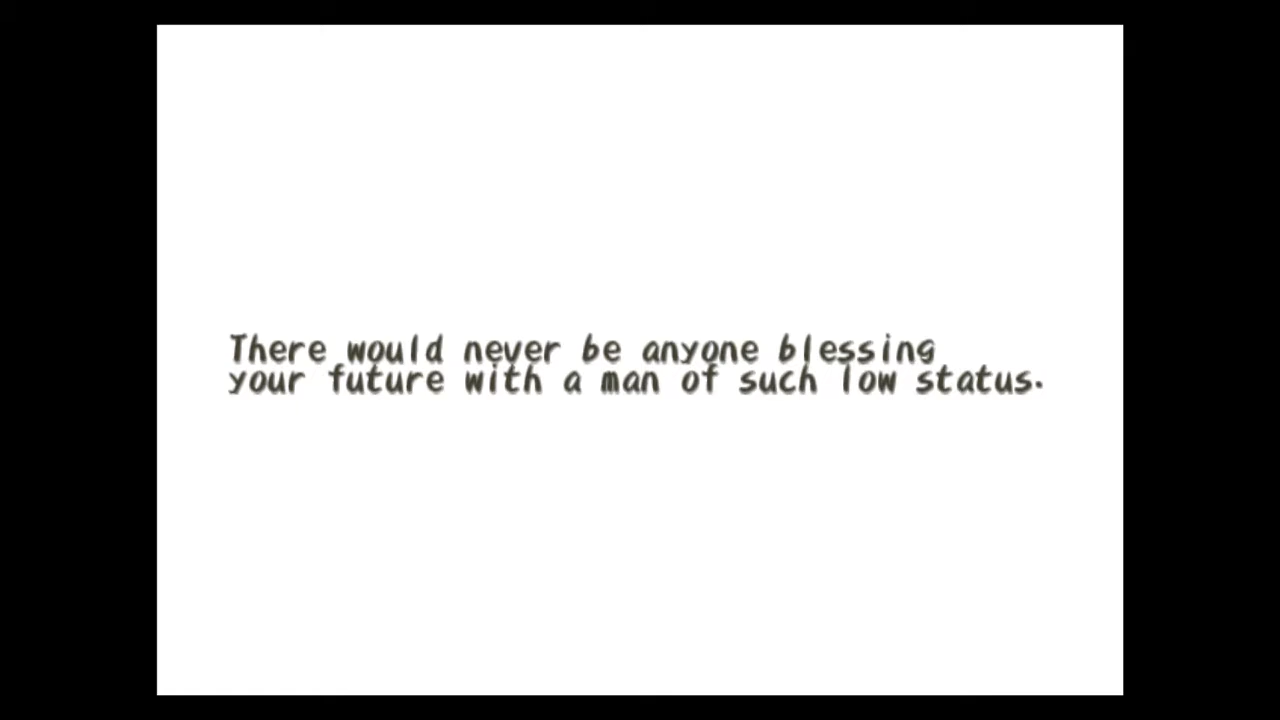 There would never be anyone blessing
your future with a man of such low status.